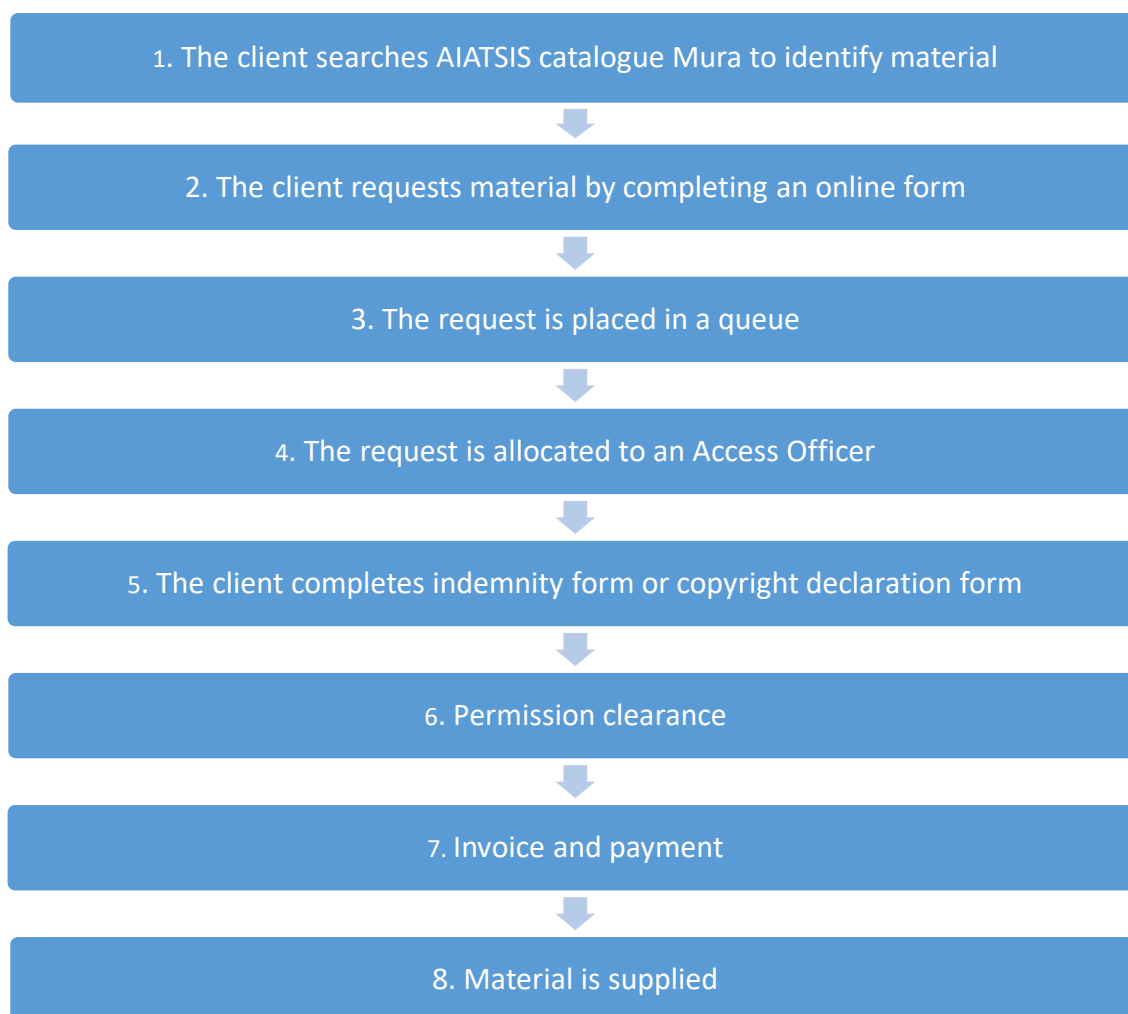 1. The client searches AIATSIS catalogue Mura to identify material
2. The client requests material by completing an online form
3. The request is placed in a queue
4. The request is allocated to an Access Officer
5. The client completes indemnity form or copyright declaration form
6. Permission clearance
7. Invoice and payment
8. Material is supplied